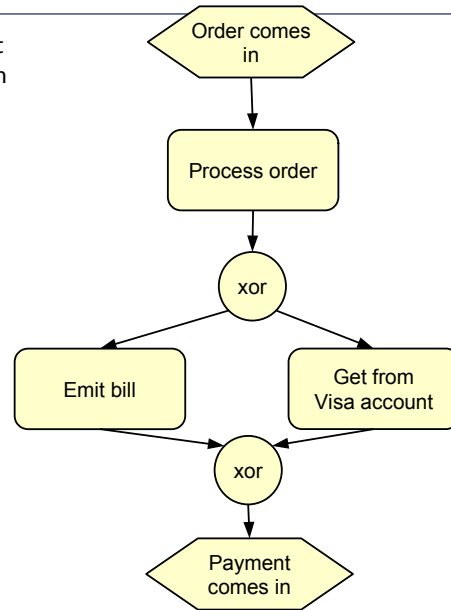 Order comes
in
Process order
xor
Emit bill
Get from
Visa account
xor
Payment
comes in